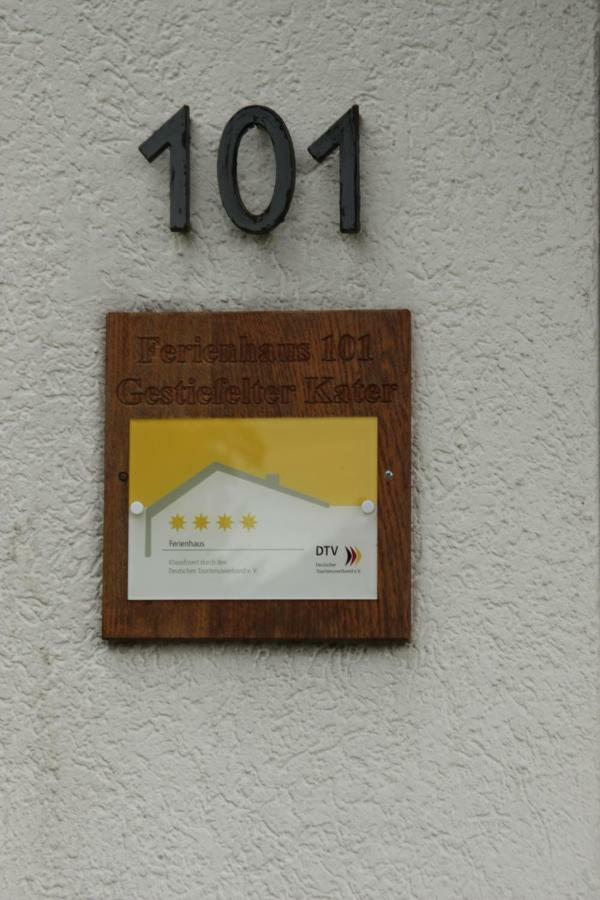 101
Ferienhaus 101
Gestiefelter Kater
Ferienhaus
Klassifiziert durch den
Deutschen Tourismusverband e. V.
DTV
Deutscher
Tourismusverband e.V.